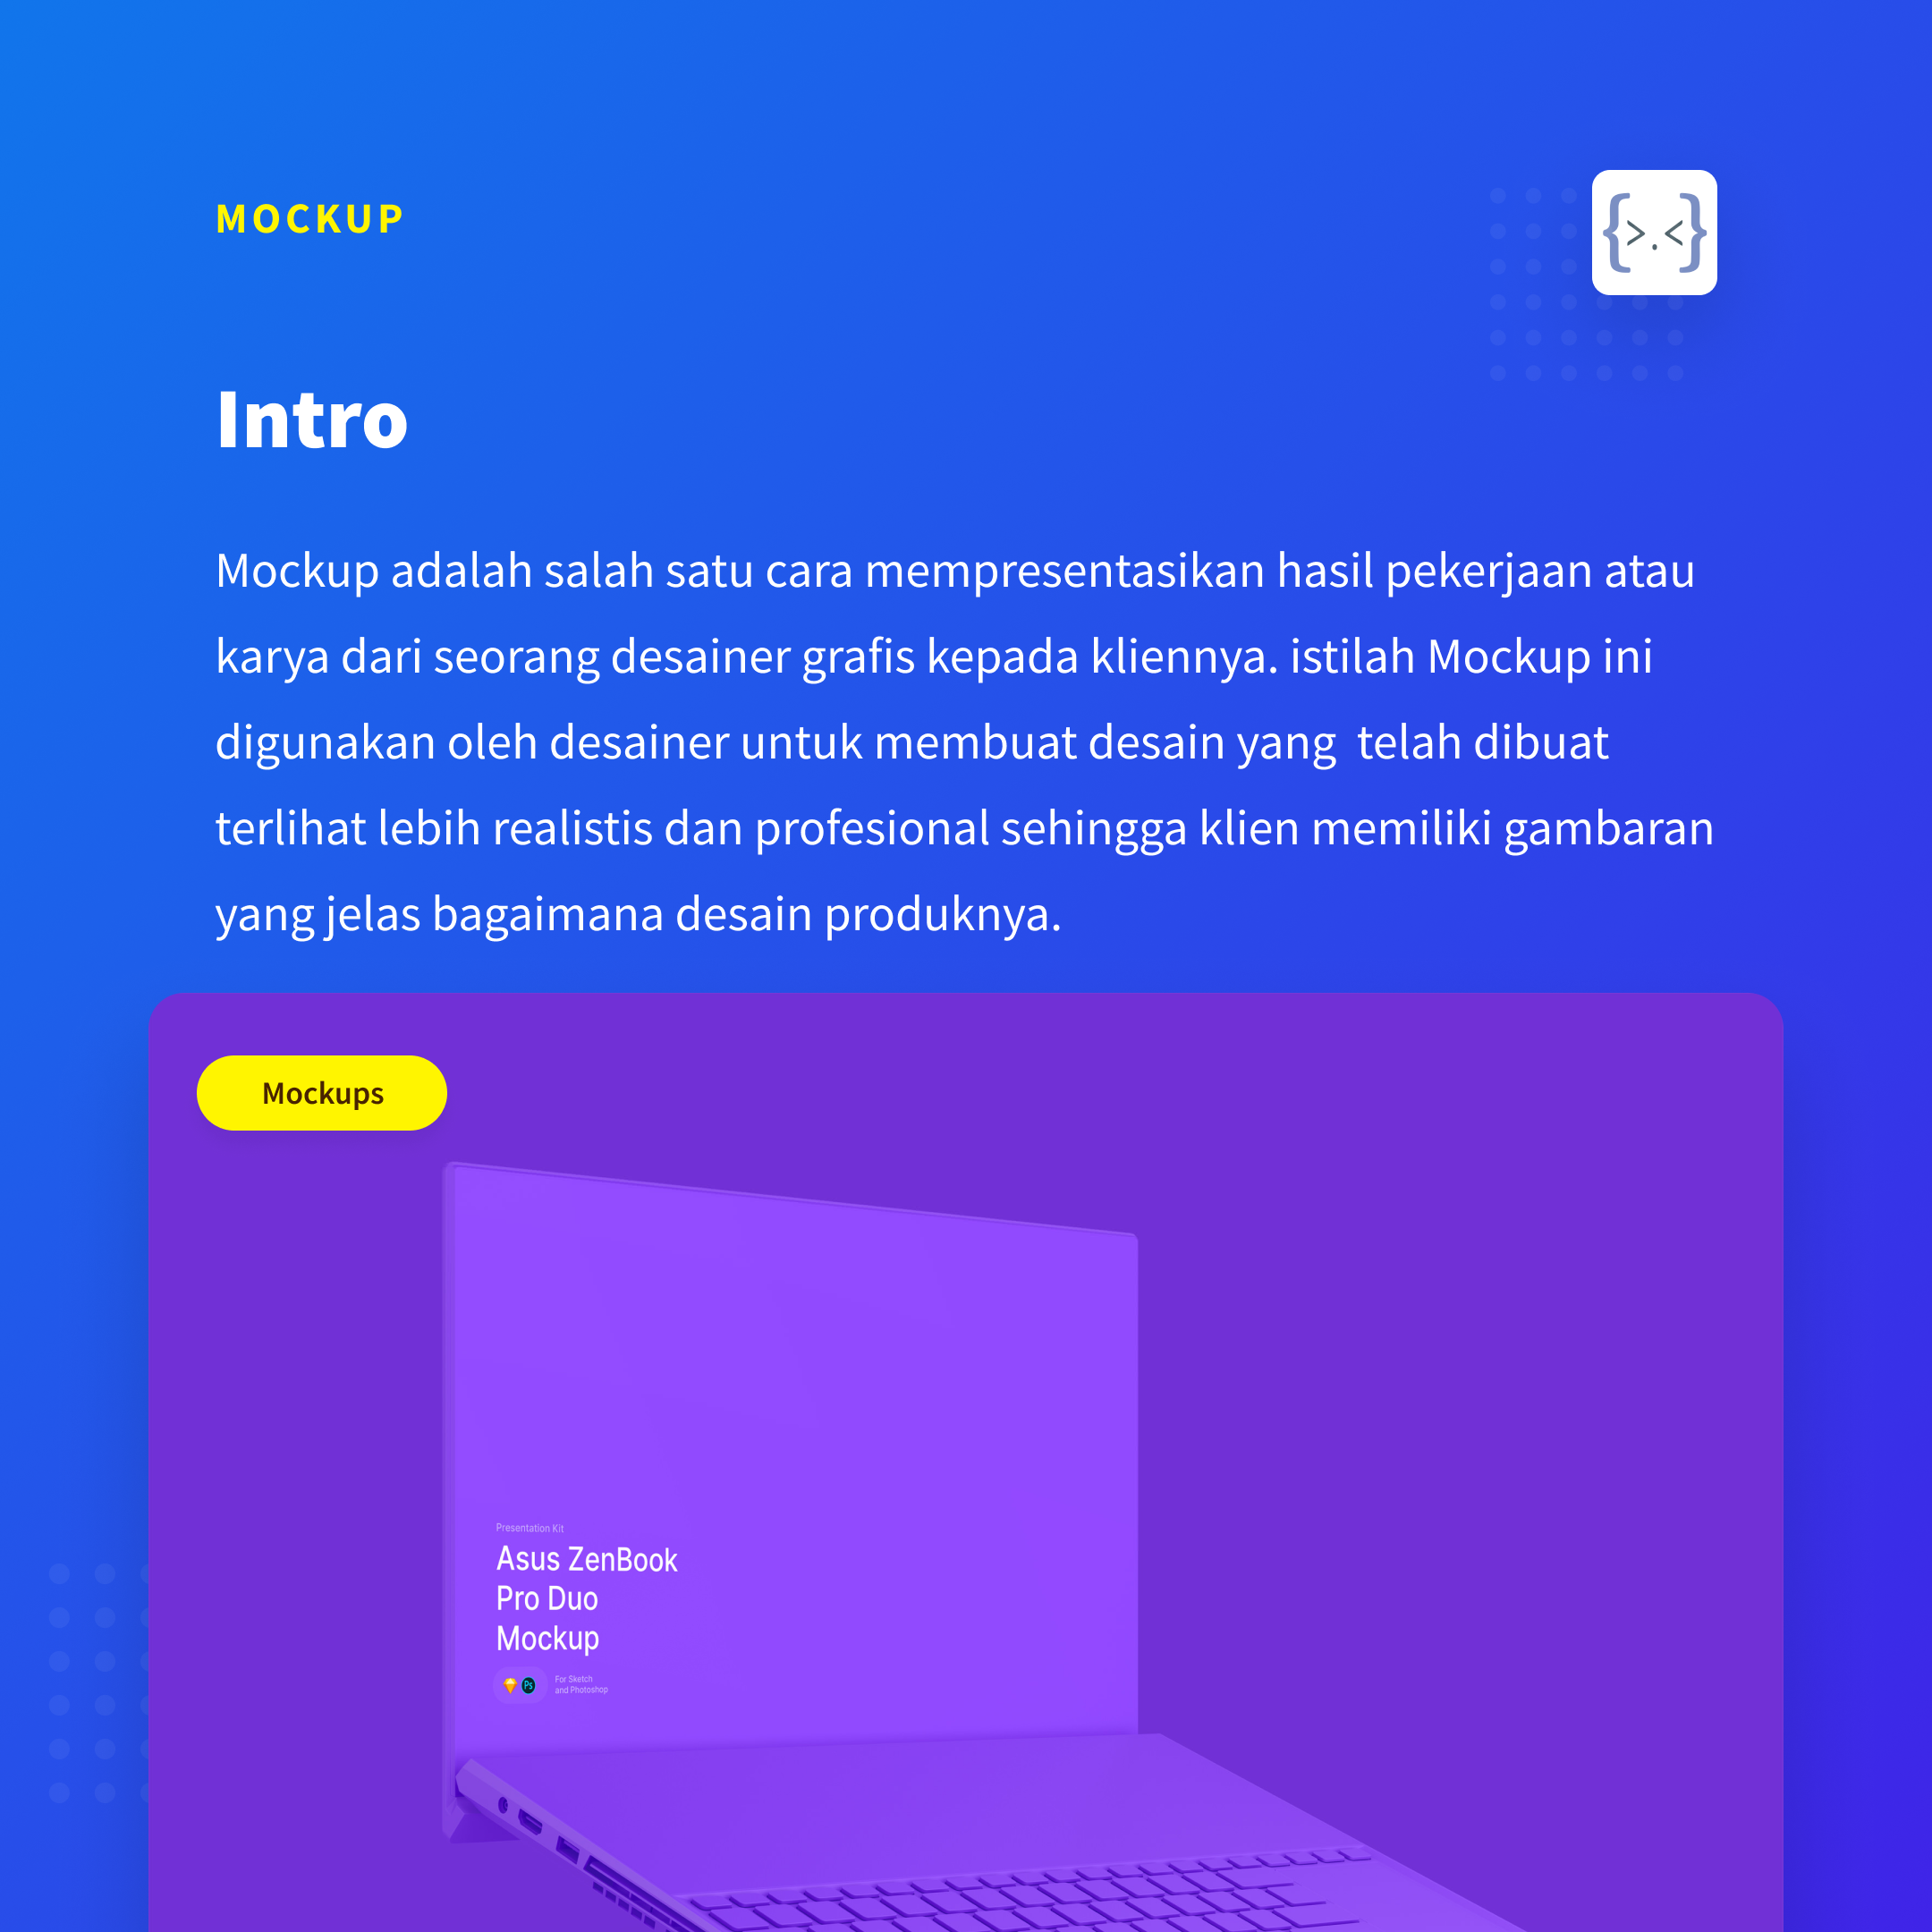 MOCKUP
{>.<}
Intro
Mockup adalah salah satu cara mempresentasikan hasil pekerjaan atau
karya dari seorang desainer grafis kepada kliennya. istilah Mockup ini
digunakan oleh desainer untuk membuat desain yang  telah dibuat
terlihat lebih realistis dan profesional sehingga klien memiliki gambaran
yang jelas bagaimana desain produknya.
Mockups
Presentation Kit
Asus ZenBook
Pro Duo
Mockup
Ps
For Sketch
and Photoshop